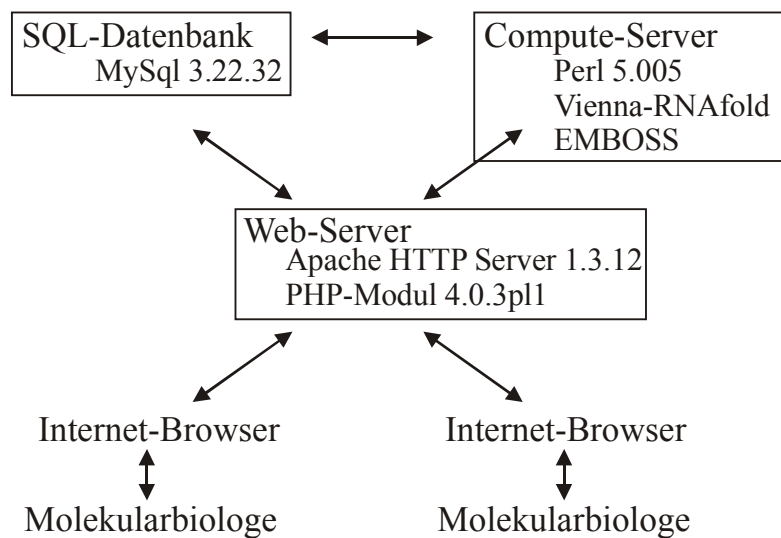 SQL-Datenbank
MySql 3.22.32
Compute-Server
Perl 5.005
Vienna-RNAfold
EMBOSS
Web-Server
Apache HTTP Server 1.3.12
PHP-Modul 4.0.3pl1
Internet-Browser
Internet-Browser
Molekularbiologe
Molekularbiologe